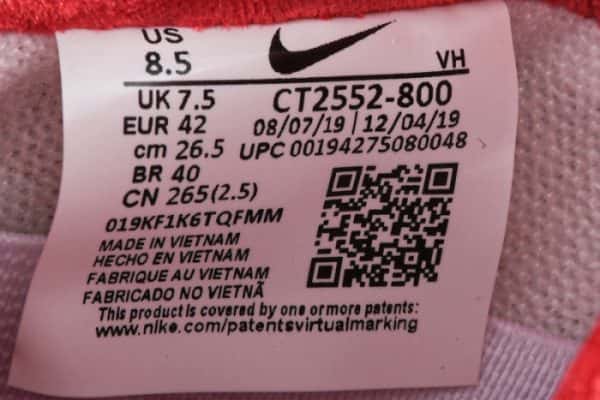 US
8.5 VH
UK 7.5 CT2552-800
EUR 42 08/07/19 | 12/04/19
cm 26.5 UPC 00194275080048
BR 40
CN 265(2.5)
019KF1K6TQFMM
MADE IN VIETNAM
HECHO EN VIETNAM
FABRIQUE AU VIETNAM
FABRICADO NO VIETNÃ
This product is covered by one or more patents:
www.nike.com/patentsvirtualmarking